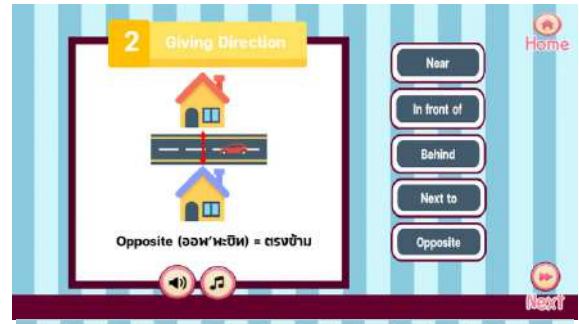 2 Giving Direction
Opposite (ออพ'พะซิท) = ตรงข้าม
Near
In front of
Behind
Next to
Opposite
Home
Next